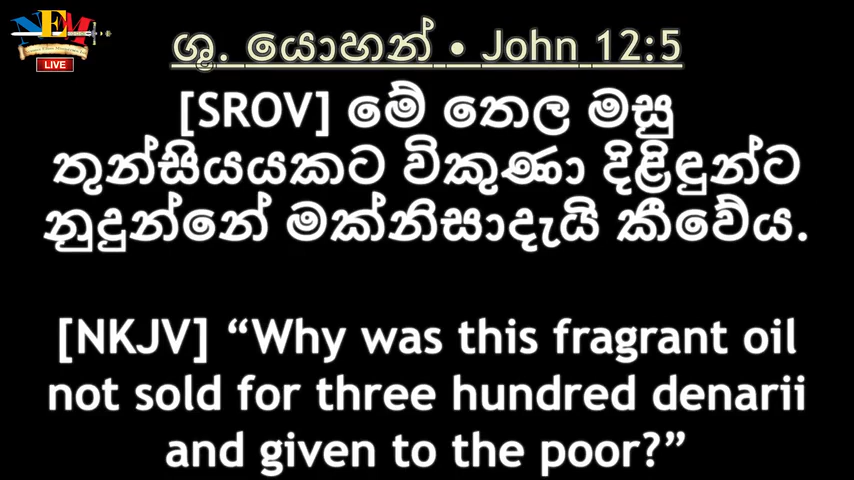 NEM
LIVE
ශු. යොහන් • John 12:5
[SROV] මේ තෙල මසු
තුන්සියයකට විකුණා දිළිඳුන්ට
නුදුන්නේ මක්නිසාදැයි කීවේය.
[NKJV] “Why was this fragrant oil
not sold for three hundred denarii
and given to the poor?”